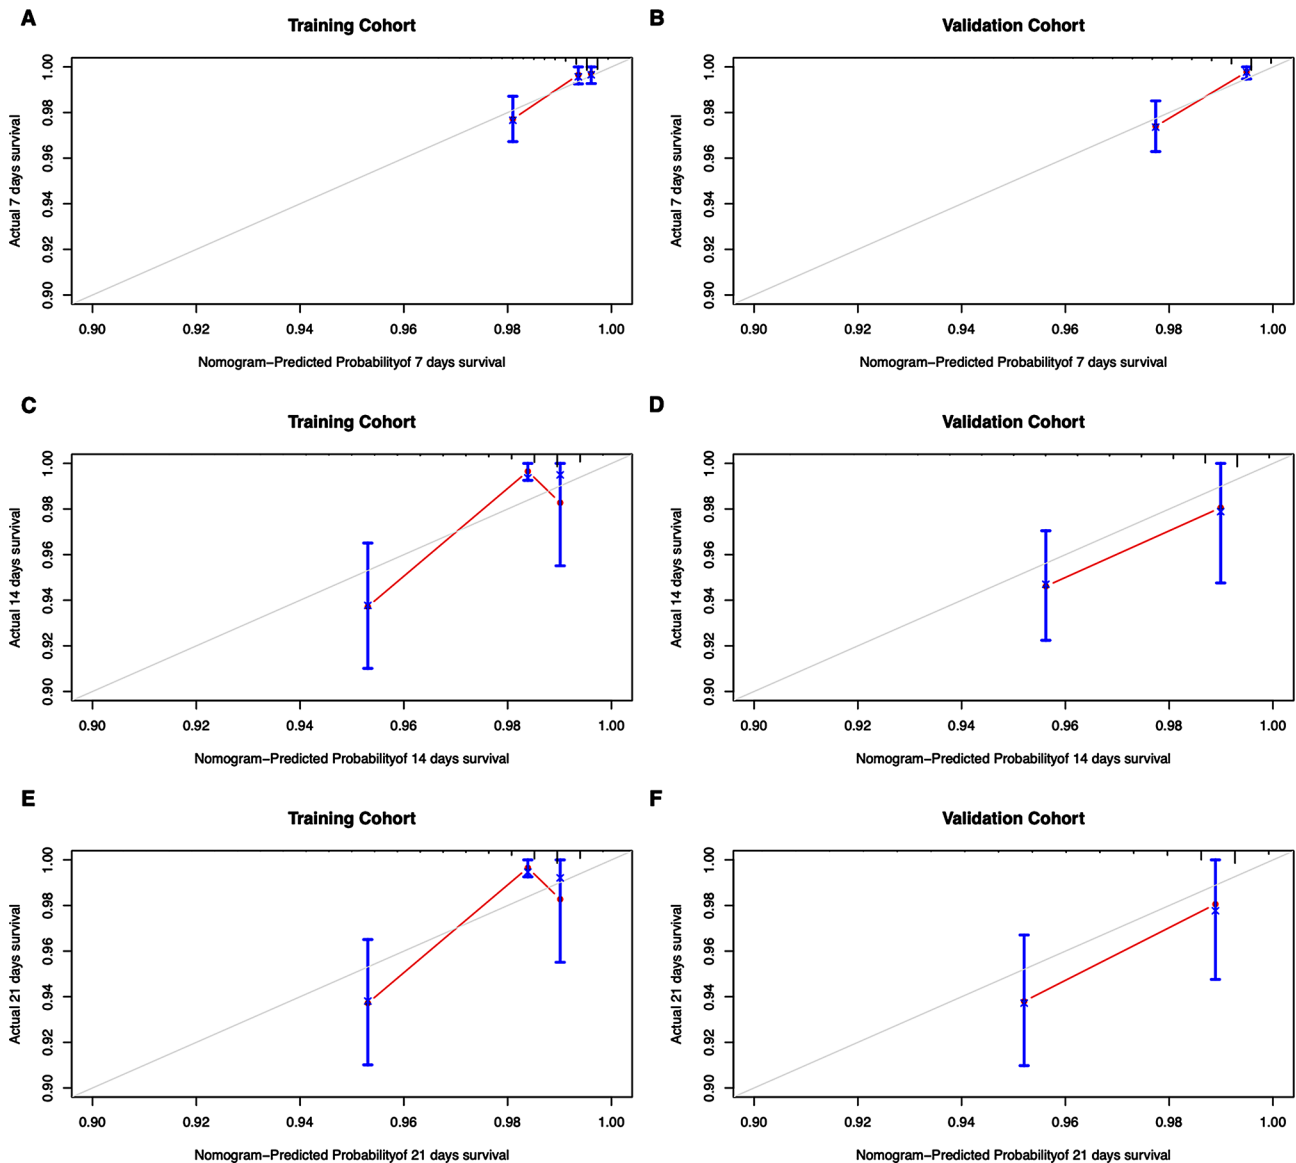 A
Training Cohort
Actual 7 days survival
1.00
0.98
0.96
0.94
0.92
0.90
0.90 0.92 0.94 0.96 0.98 1.00
Nomogram−Predicted Probabilityof 7 days survival
B
Validation Cohort
Actual 7 days survival
1.00
0.98
0.96
0.94
0.92
0.90
0.90 0.92 0.94 0.96 0.98 1.00
Nomogram−Predicted Probabilityof 7 days survival
C
Training Cohort
Actual 14 days survival
1.00
0.98
0.96
0.94
0.92
0.90
0.90 0.92 0.94 0.96 0.98 1.00
Nomogram−Predicted Probabilityof 14 days survival
D
Validation Cohort
Actual 14 days survival
1.00
0.98
0.96
0.94
0.92
0.90
0.90 0.92 0.94 0.96 0.98 1.00
Nomogram−Predicted Probabilityof 14 days survival
E
Training Cohort
Actual 21 days survival
1.00
0.98
0.96
0.94
0.92
0.90
0.90 0.92 0.94 0.96 0.98 1.00
Nomogram−Predicted Probabilityof 21 days survival
F
Validation Cohort
Actual 21 days survival
1.00
0.98
0.96
0.94
0.92
0.90
0.90 0.92 0.94 0.96 0.98 1.00
Nomogram−Predicted Probabilityof 21 days survival